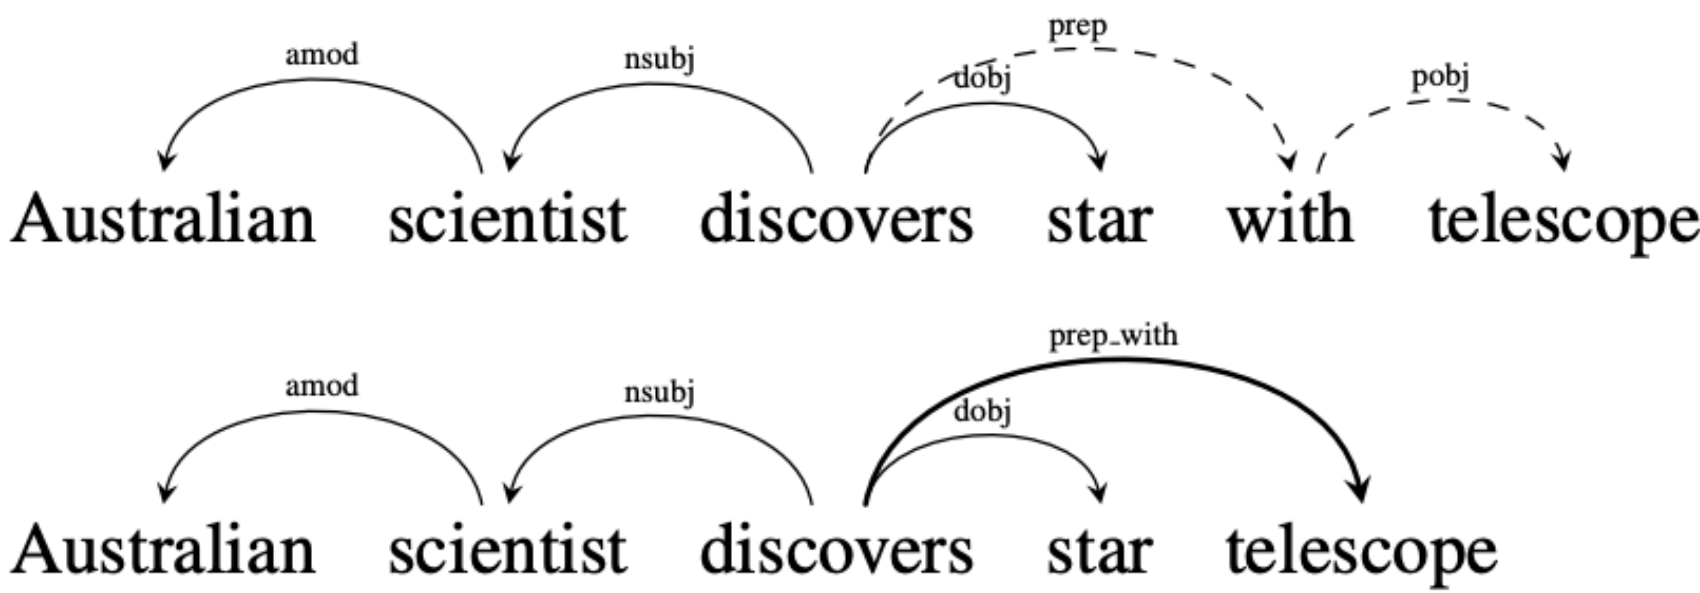 prep
amod nsubj dobj pobj
Australian scientist discovers star with telescope
prep_with
amod nsubj dobj
Australian scientist discovers star telescope